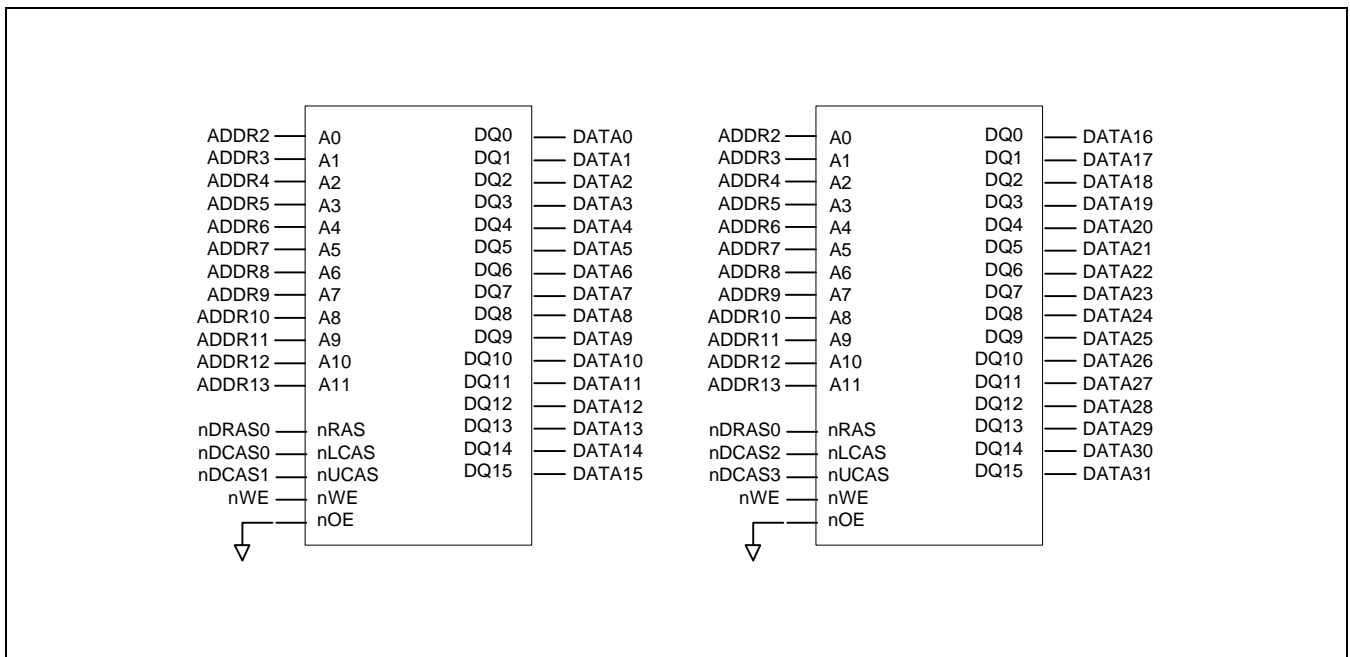 ADDR2 A0 DQ0 DATA0
ADDR3 A1 DQ1 DATA1
ADDR4 A2 DQ2 DATA2
ADDR5 A3 DQ3 DATA3
ADDR6 A4 DQ4 DATA4
ADDR7 A5 DQ5 DATA5
ADDR8 A6 DQ6 DATA6
ADDR9 A7 DQ7 DATA7
ADDR10 A8 DQ8 DATA8
ADDR11 A9 DQ9 DATA9
ADDR12 A10 DQ10 DATA10
ADDR13 A11 DQ11 DATA11
DQ12 DATA12
nDRAS0 nRAS DQ13 DATA13
nDCAS0 nLCAS DQ14 DATA14
nDCAS1 nUCAS DQ15 DATA15
nWE nWE
nOE
ADDR2 A0 DQ0 DATA16
ADDR3 A1 DQ1 DATA17
ADDR4 A2 DQ2 DATA18
ADDR5 A3 DQ3 DATA19
ADDR6 A4 DQ4 DATA20
ADDR7 A5 DQ5 DATA21
ADDR8 A6 DQ6 DATA22
ADDR9 A7 DQ7 DATA23
ADDR10 A8 DQ8 DATA24
ADDR11 A9 DQ9 DATA25
ADDR12 A10 DQ10 DATA26
ADDR13 A11 DQ11 DATA27
DQ12 DATA28
nDRAS0 nRAS DQ13 DATA29
nDCAS2 nLCAS DQ14 DATA30
nDCAS3 nUCAS DQ15 DATA31
nWE nWE
nOE